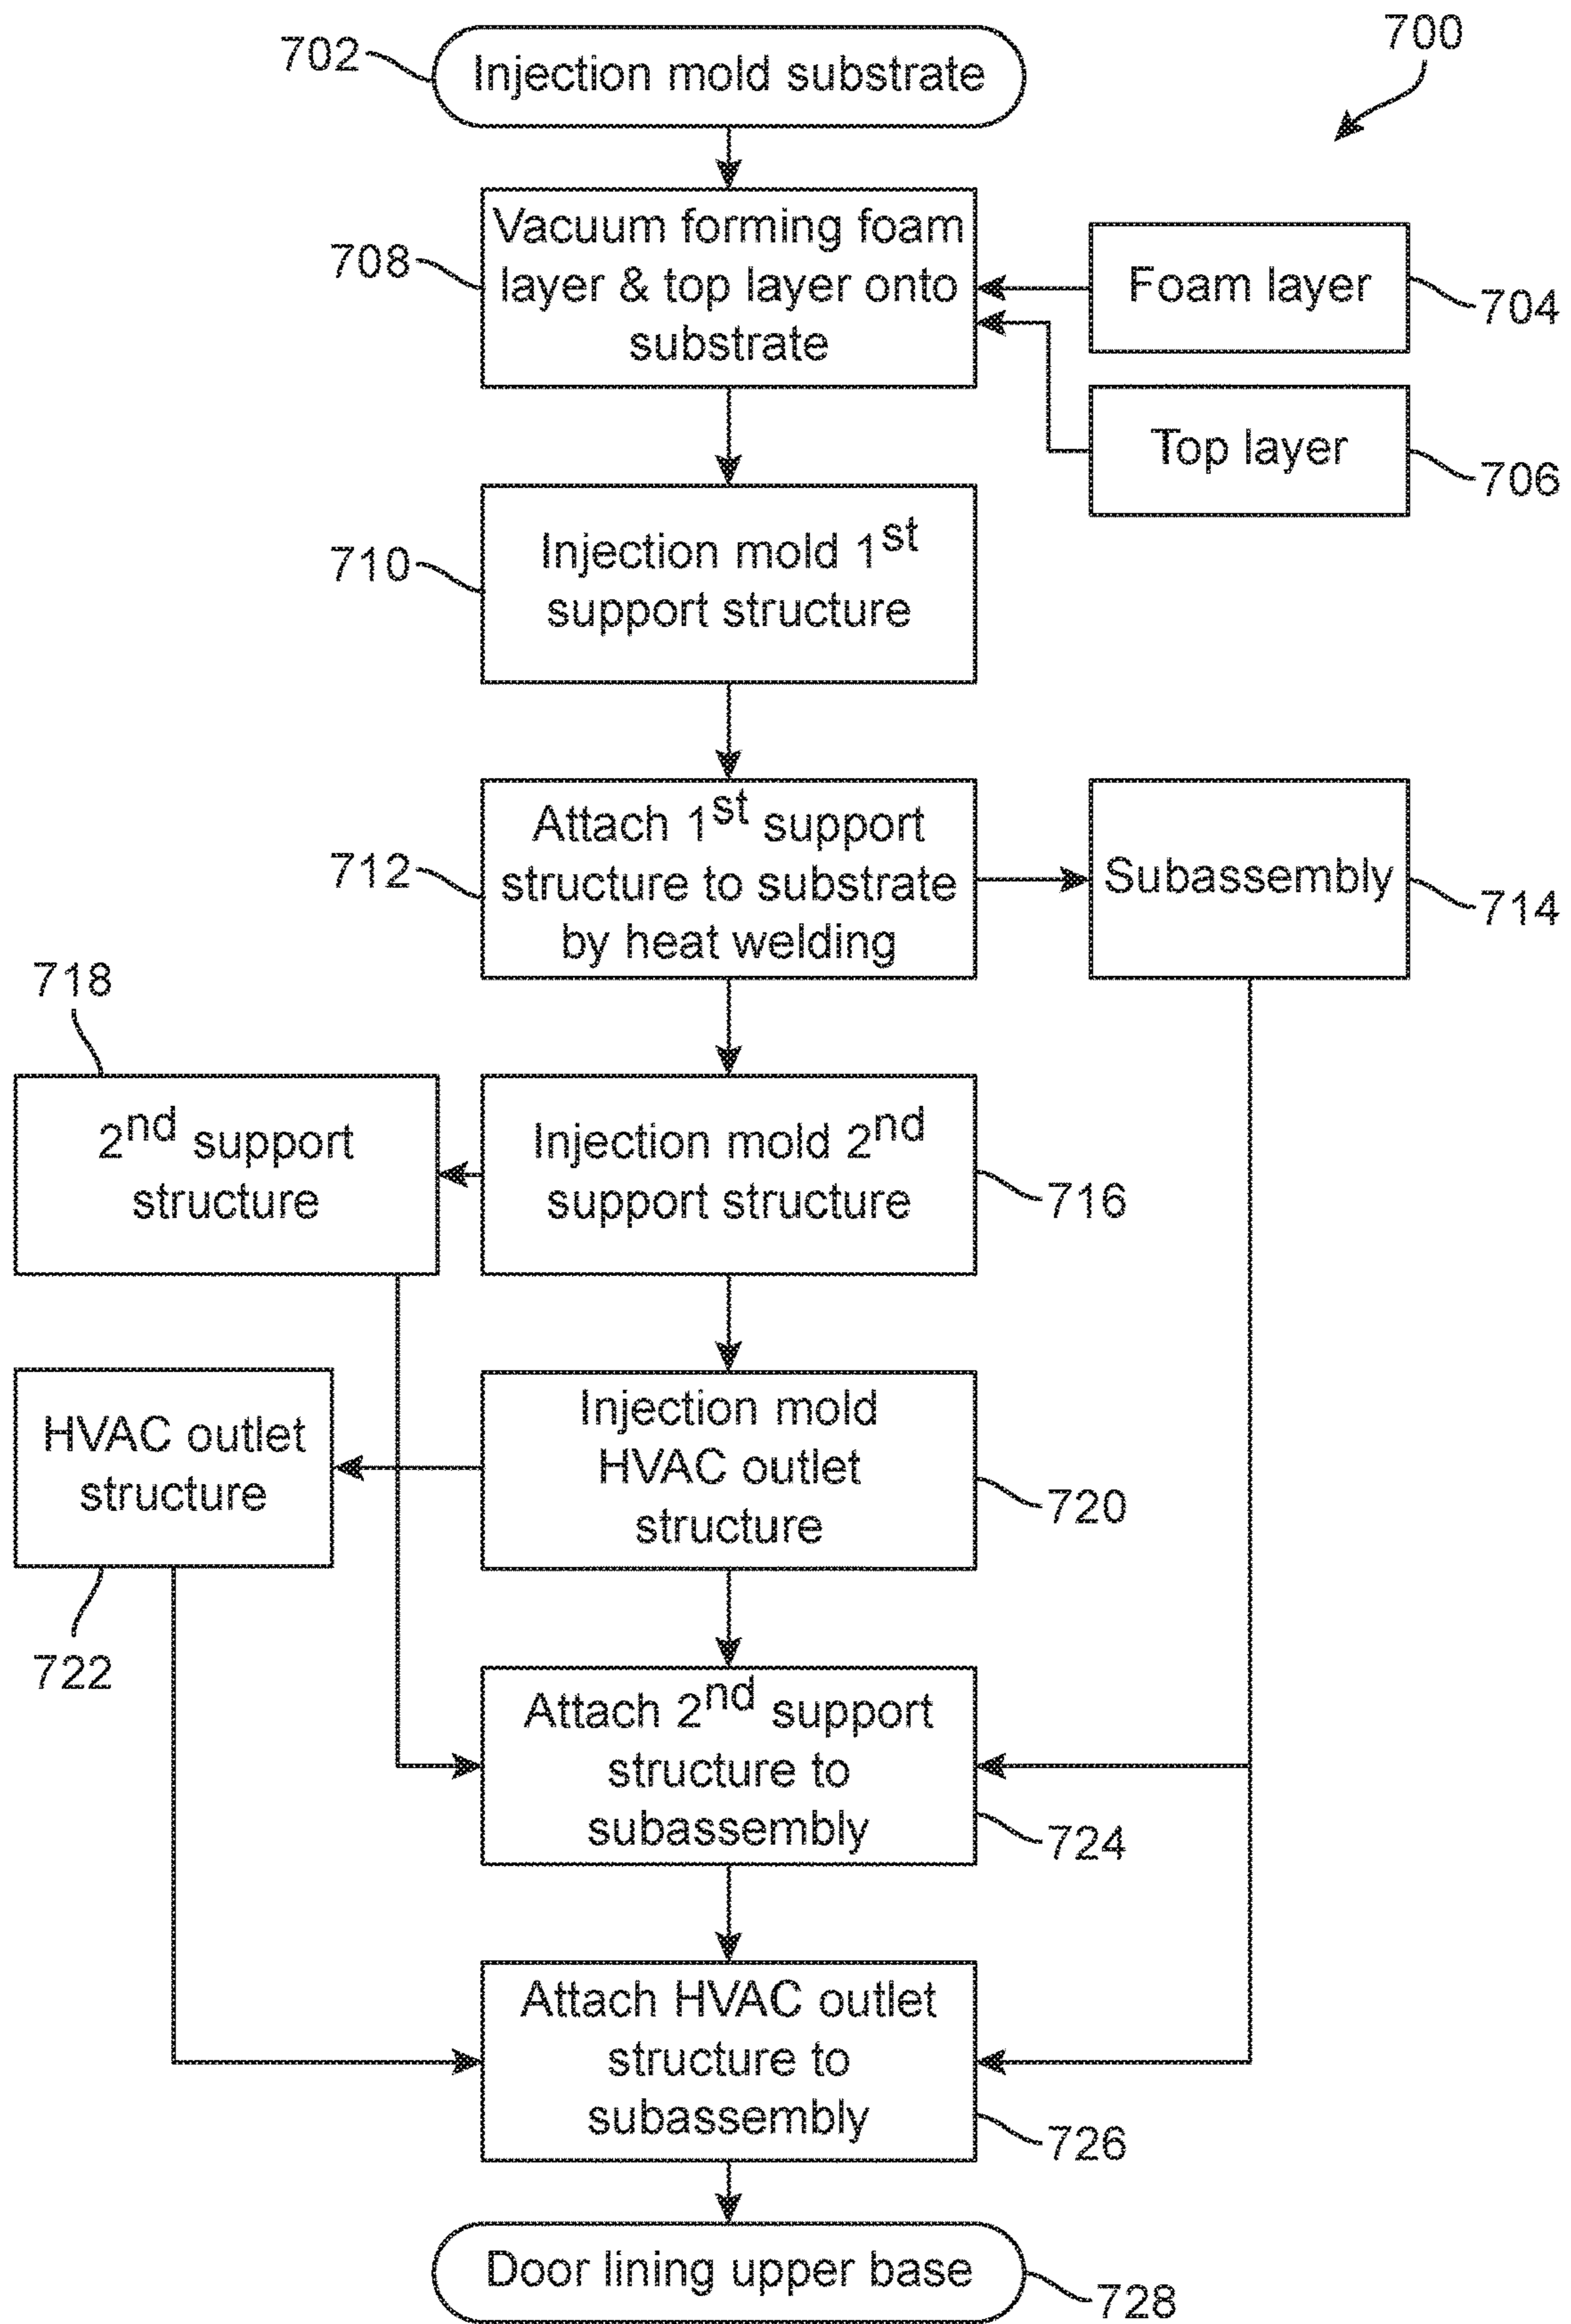 700
702
Injection mold substrate
708
Vacuum forming foam
layer & top layer onto
substrate
Foam layer
704
Top layer
706
710
Injection mold 1st
support structure
712
Attach 1st support
structure to substrate
by heat welding
Subassembly
714
718
2nd support
structure
Injection mold 2nd
support structure
716
HVAC outlet
structure
722
Injection mold
HVAC outlet
structure
720
Attach 2nd support
structure to
subassembly
724
Attach HVAC outlet
structure to
subassembly
726
Door lining upper base
728